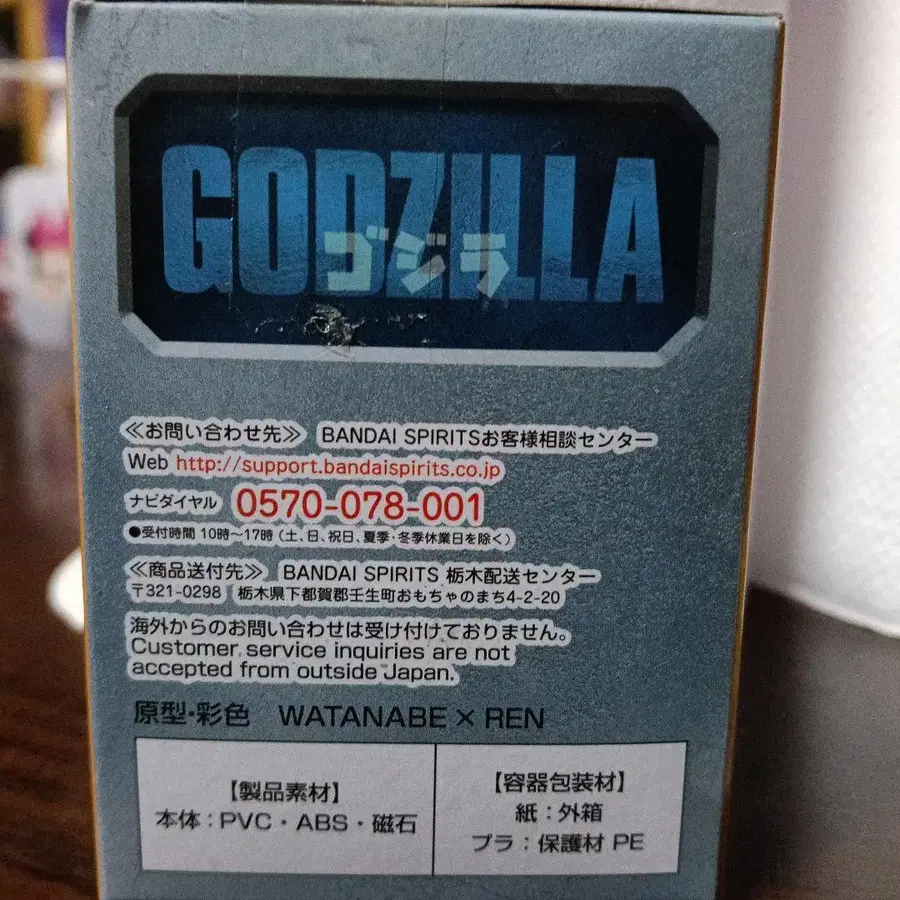 GODZILLA
ゴジラ
≪お問い合わせ先≫ BANDAI SPIRITSお客様相談センター
Web http://support.bandaispirits.co.jp
ナビダイヤル 0570-078-001
●受付時間 10時～17時 (土、日、祝日、夏季・冬季休業日を除く)
≪商品送付先≫ BANDAI SPIRITS 栃木配送センター
〒321-0298 栃木県下都賀郡壬生町おもちゃのまち4-2-20
海外からのお問い合わせは受け付けておりません。
Customer service inquiries are not
accepted from outside Japan.
原型・彩色 WATANABE × REN
【製品素材】
本体：PVC・ABS・磁石
【容器包装材】
紙：外箱
プラ：保護材 PE